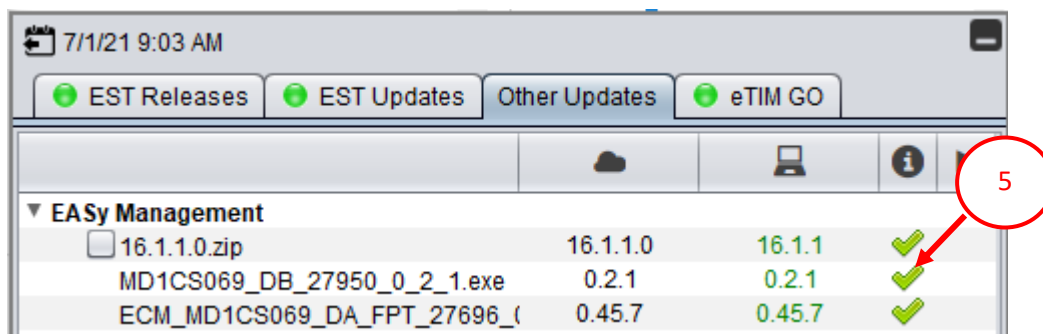 7/1/21 9:03 AM
EST Releases EST Updates Other Updates eTIM GO
5
EASy Management
16.1.1.0.zip 16.1.1.0 16.1.1
MD1CS069_DB_27950_0_2_1.exe 0.2.1 0.2.1
ECM_MD1CS069_DA_FPT_27696_( 0.45.7 0.45.7